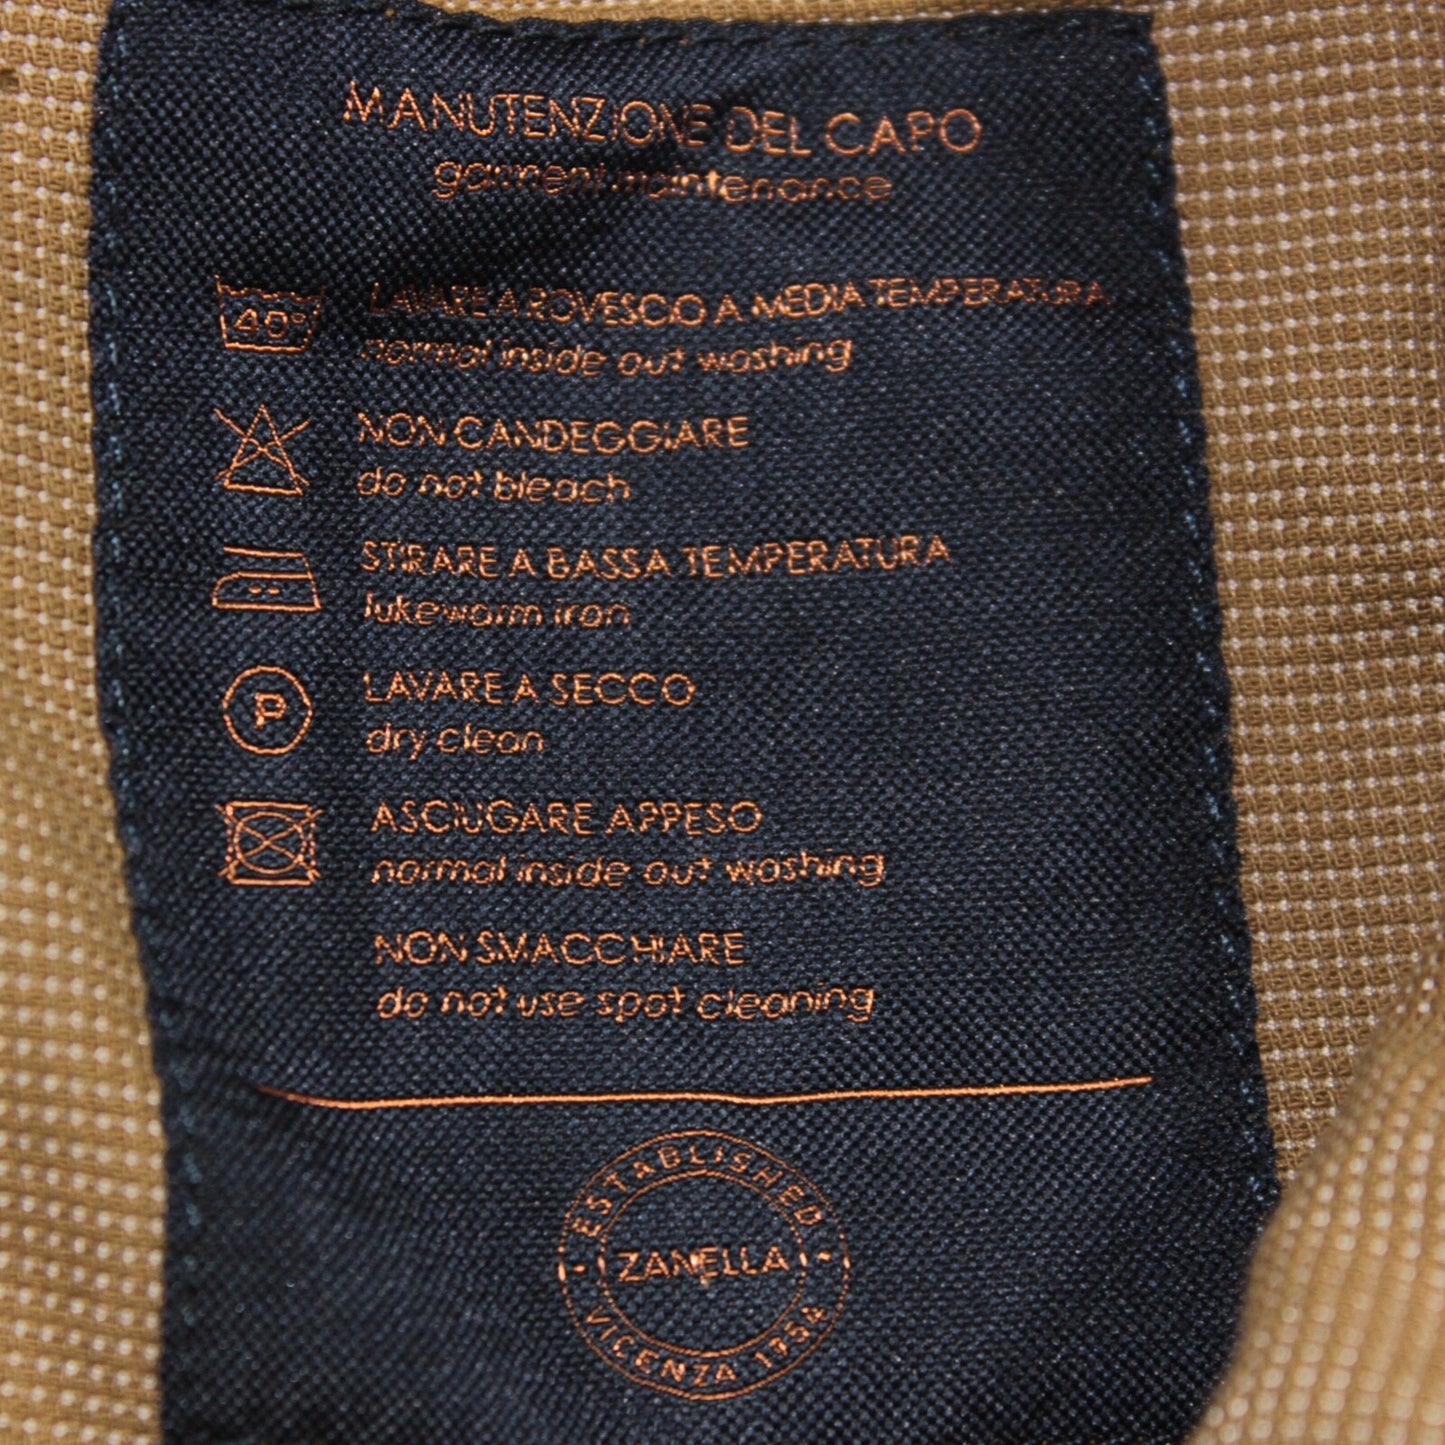 MANUTENZIONE DEL CAPO
garment maintenance
40°
LAVARE A ROVESCIO A MEDIA TEMPERATURA
normal inside out washing
NON CANDEGGIARE
do not bleach
STIRARE A BASSA TEMPERATURA
lukewarm iron
P
LAVARE A SECCO
dry clean
ASCIUGARE APPESO
normal inside out washing
NON SMACCHIARE
do not use spot cleaning
ESTABLISHED
ZANELLA
VICENZA 1954